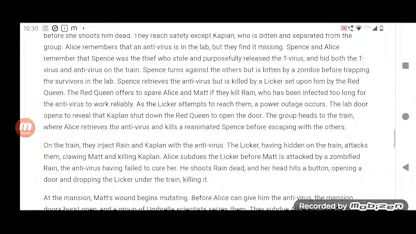 10:30
before she shoots him dead. They reach safety except Kaplan, who is bitten and separated from the
group. Alice remembers that an anti-virus is in the lab, but they find it missing. Spence and Alice
remember that Spence was the thief who stole and purposefully released the T-virus, and hid both the T-
virus and anti-virus on the train. Spence turns against the others but is bitten by a zombie before trapping
the survivors in the lab. Spence retrieves the anti-virus but is killed by a Licker set upon him by the Red
Queen. The Red Queen offers to spare Alice and Matt if they kill Rain, who has been infected too long for
the anti-virus to work reliably. As the Licker attempts to reach them, a power outage occurs. The lab door
opens to reveal that Kaplan shut down the Red Queen to open the door. The group heads to the train,
where Alice retrieves the anti-virus and kills a reanimated Spence before escaping with the others.
On the train, they inject Rain and Kaplan with the anti-virus. The Licker, having hidden on the train, attacks
them, clawing Matt and killing Kaplan. Alice subdues the Licker before Matt is attacked by a zombified
Rain, the anti-virus having failed to cure her. He shoots Rain dead, and her head hits a button, opening a
door and dropping the Licker under the train, killing it.
At the mansion, Matt's wound begins mutating. Before Alice can give him the anti-virus, the mansion
doors burst open and a group of Umbrella scientists seize them. They subdue
Recorded by Mobizen